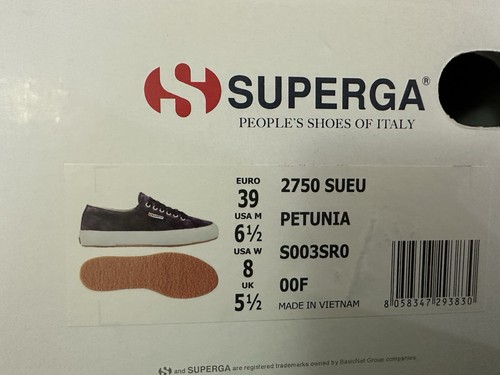 SUPERGA®
PEOPLE'S SHOES OF ITALY
EURO
39
USA M
6½
USA W
8
UK
5½
2750 SUEU
PETUNIA
S003SR0
00F
MADE IN VIETNAM
8 058347 293830
and SUPERGA are registered trademarks owned by BasicNet Group companies.